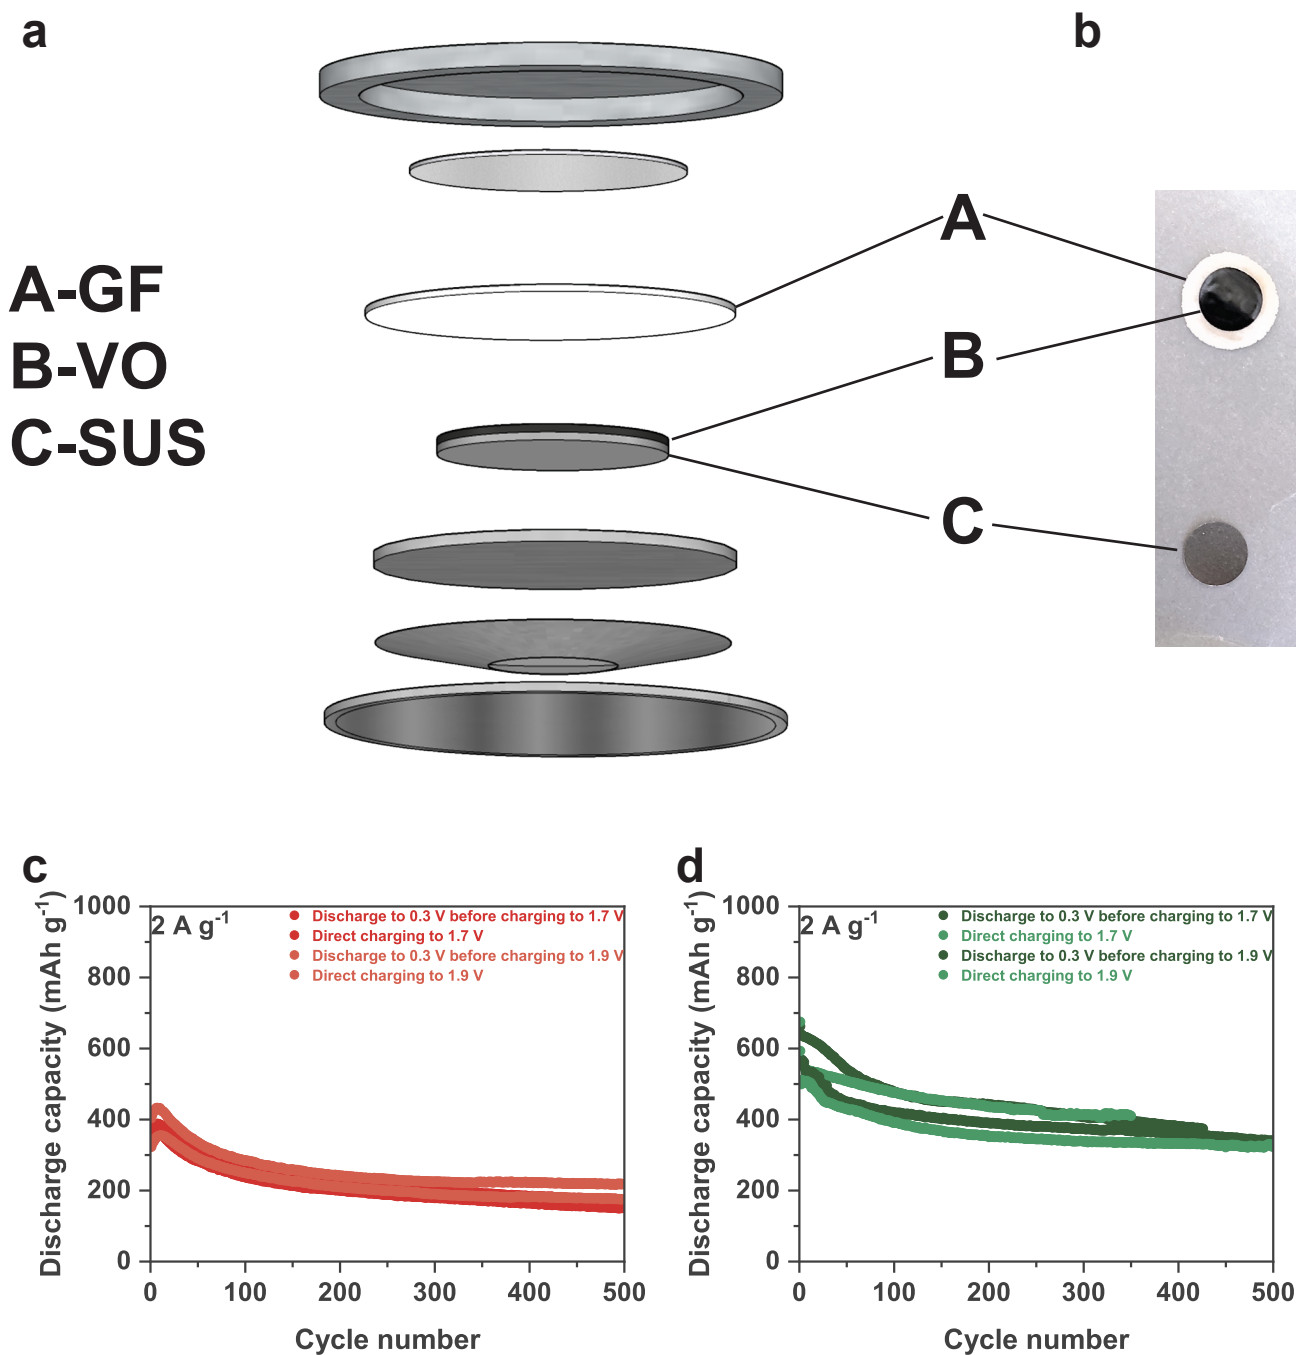 a
b
A-GF
B-VO
C-SUS
A
B
C
c
1000
800
600
400
200
0
Discharge capacity (mAh g⁻¹)
2 A g⁻¹
Discharge to 0.3 V before charging to 1.7 V
Direct charging to 1.7 V
Discharge to 0.3 V before charging to 1.9 V
Direct charging to 1.9 V
0
100
200
300
400
500
Cycle number
d
1000
800
600
400
200
0
Discharge capacity (mAh g⁻¹)
2 A g⁻¹
Discharge to 0.3 V before charging to 1.7 V
Direct charging to 1.7 V
Discharge to 0.3 V before charging to 1.9 V
Direct charging to 1.9 V
0
100
200
300
400
500
Cycle number